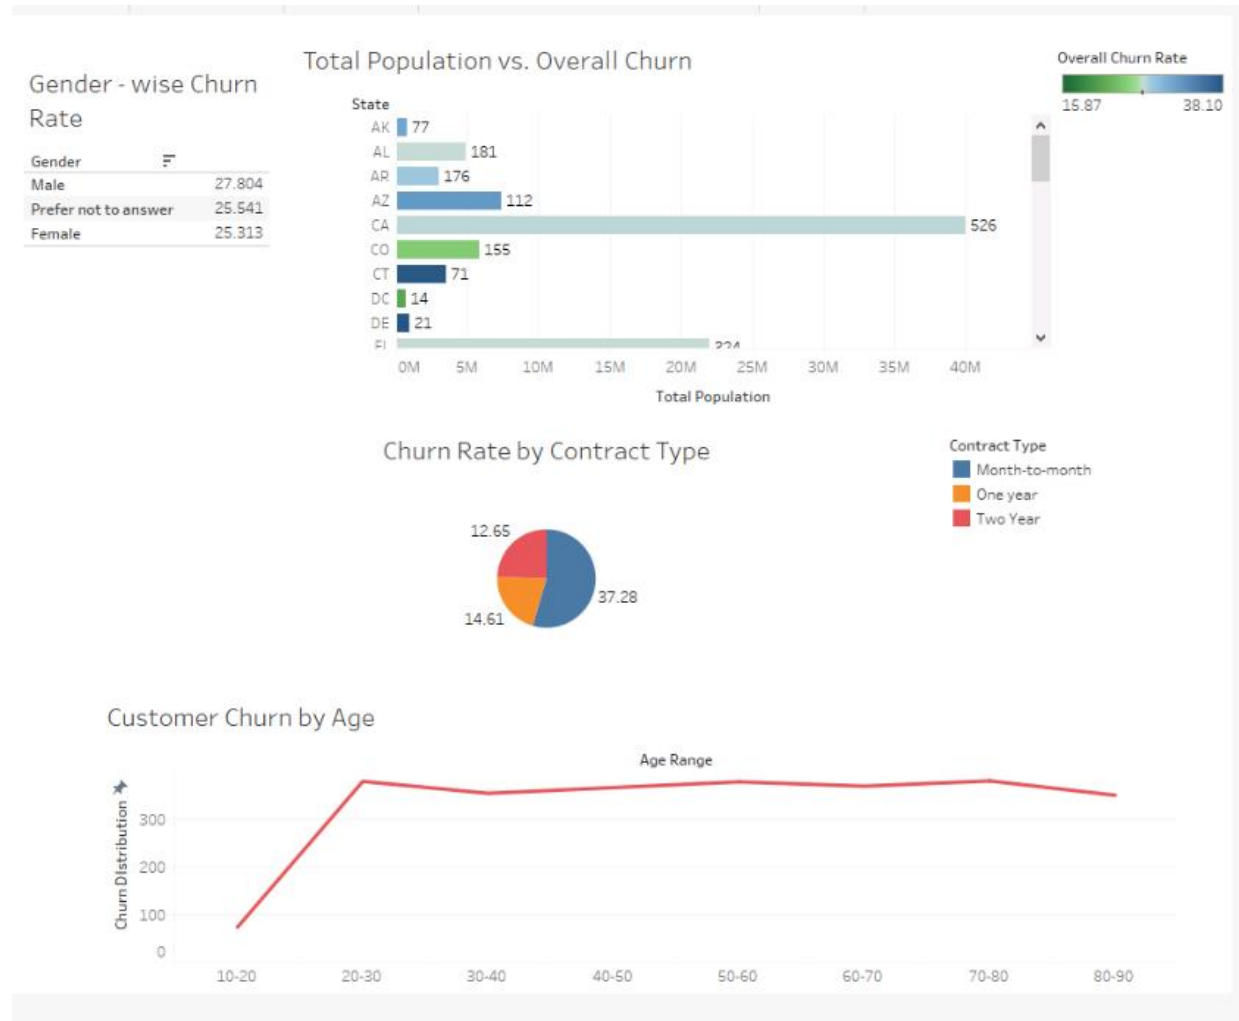 Gender - wise Churn
Rate
Gender
Male 27.804
Prefer not to answer 25.541
Female 25.313
Total Population vs. Overall Churn
State
AK 77
AL 181
AR 176
AZ 112
CA 526
CO 155
CT 71
DC 14
DE 21
FL 324
0M 5M 10M 15M 20M 25M 30M 35M 40M
Total Population
Overall Churn Rate
15.87 38.10
Churn Rate by Contract Type
12.65
37.28
14.61
Contract Type
Month-to-month
One year
Two Year
Customer Churn by Age
Age Range
Churn DIstribution
300
200
100
0
10-20 20-30 30-40 40-50 50-60 60-70 70-80 80-90